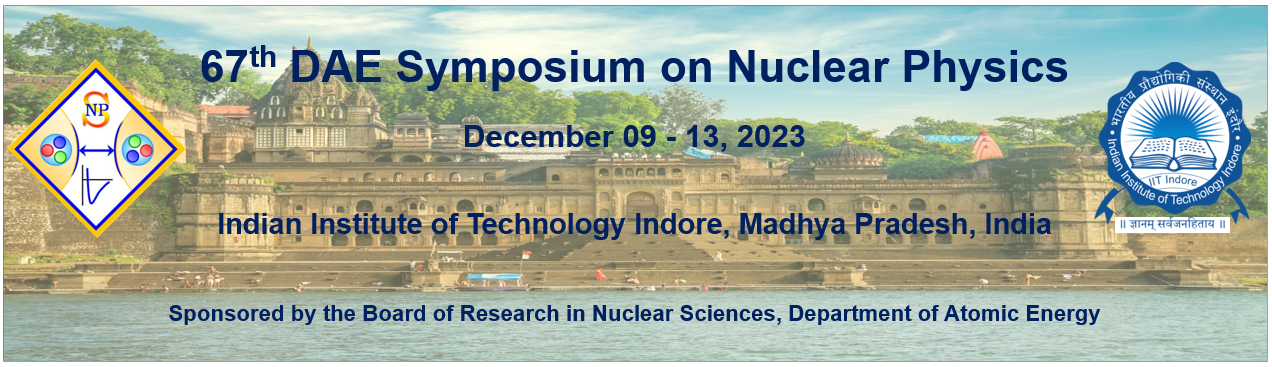 67th DAE Symposium on Nuclear Physics
S
NP
December 09 - 13, 2023
Indian Institute of Technology Indore, Madhya Pradesh, India
Sponsored by the Board of Research in Nuclear Sciences, Department of Atomic Energy
भारतीय प्रौद्योगिकी संस्थान इंदौर
IIT Indore
Indian Institute of Technology Indore
॥ ज्ञानम् सर्वजनहिताय ॥